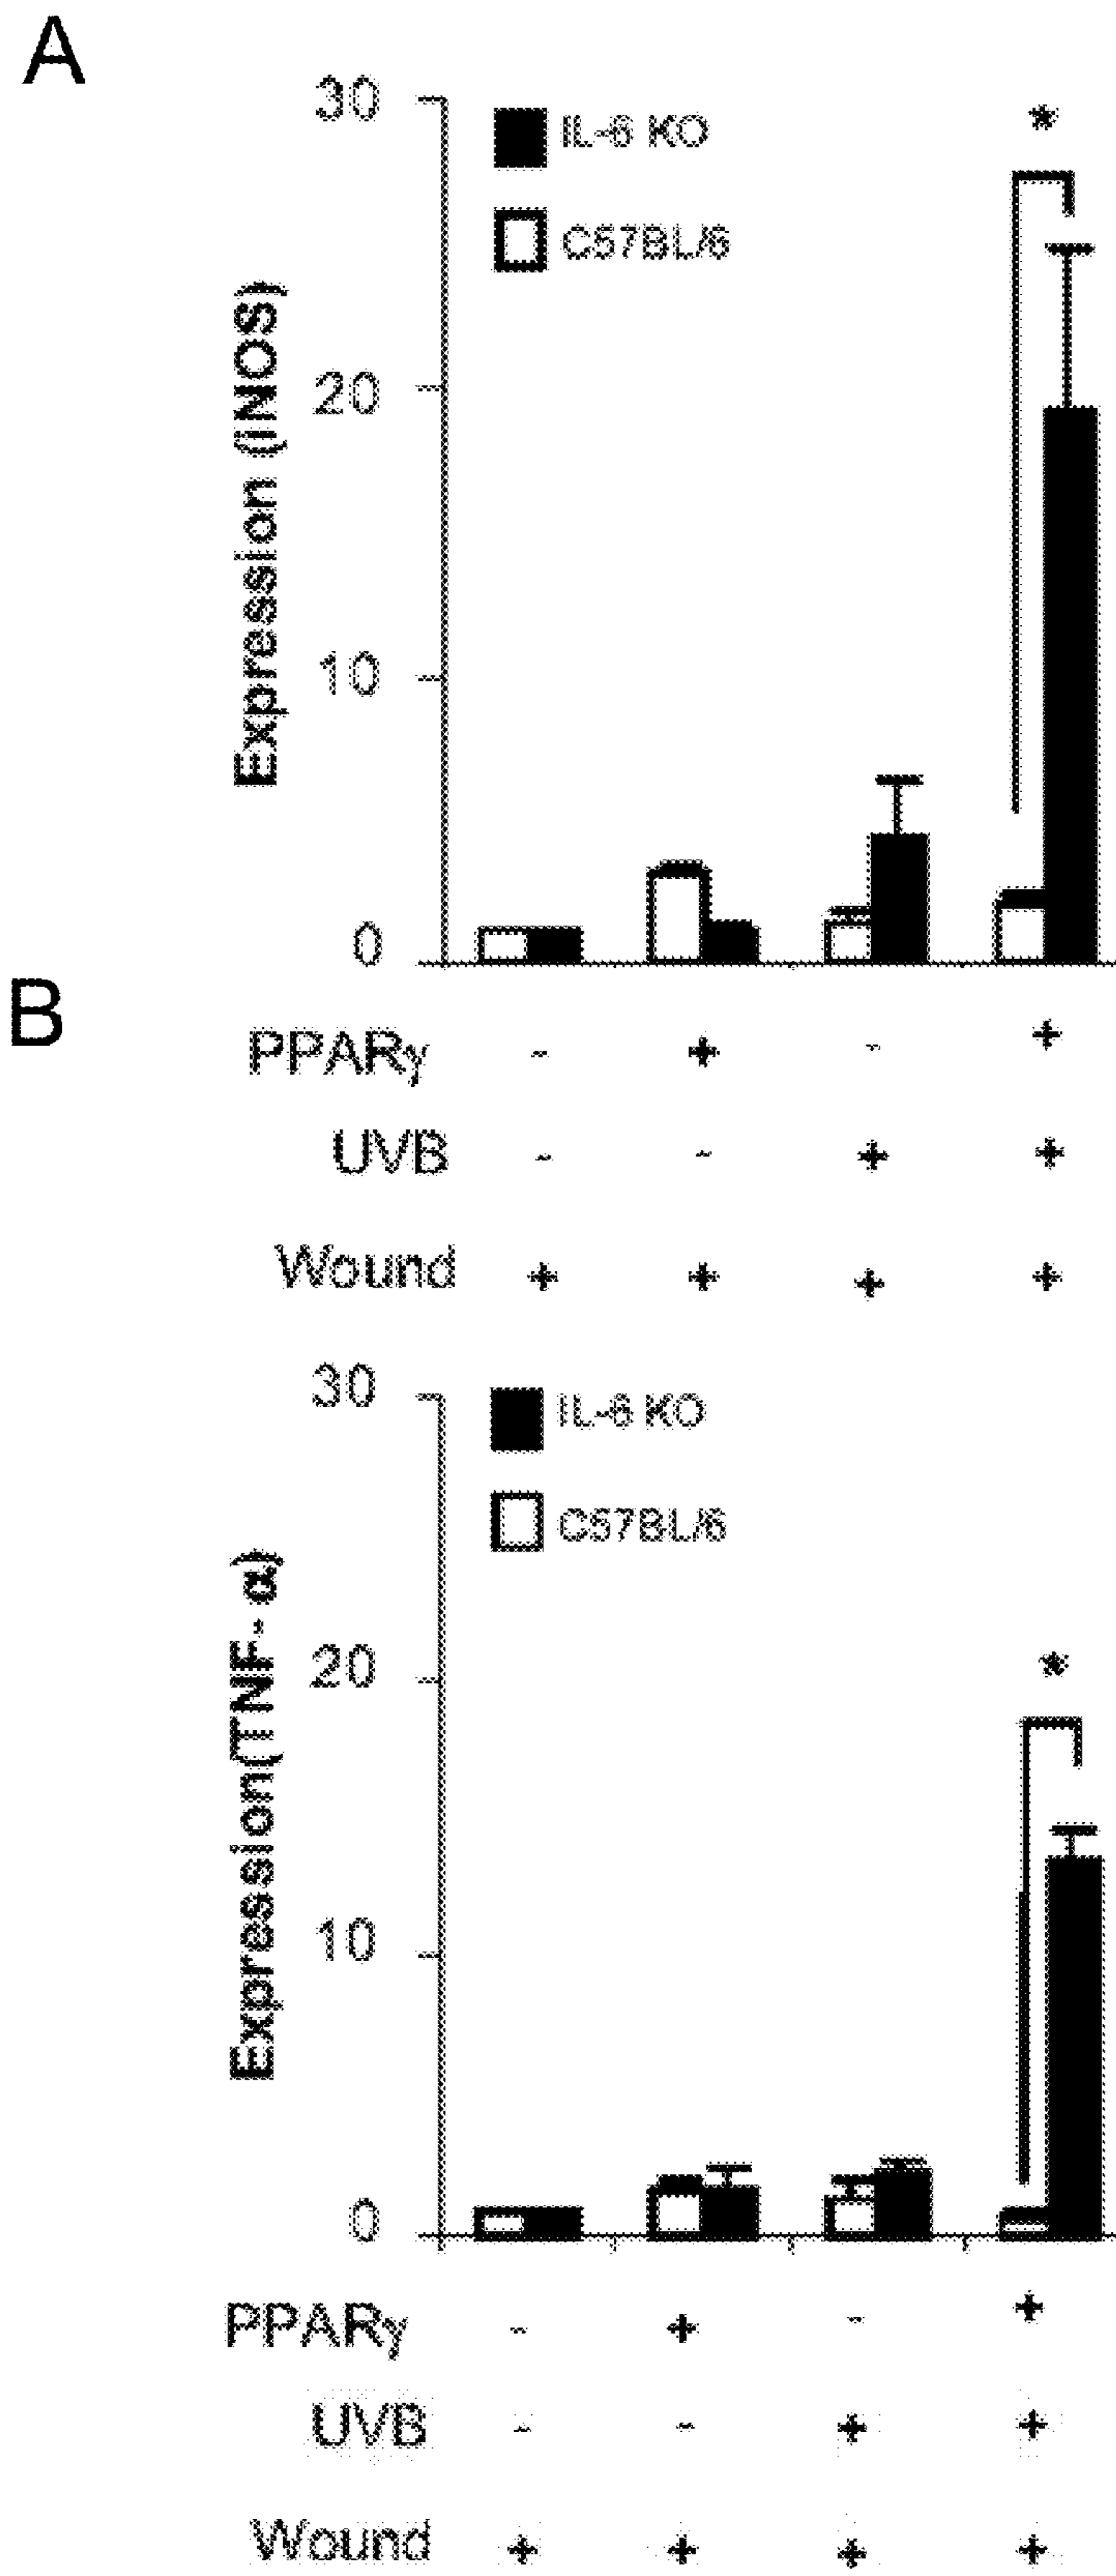 A
30
IL-6 KO
*
C57BL/6
Expression (iNOS)
20
10
0
B
PPARγ - + - +
UVB - - + +
Wound + + + +
30
IL-6 KO
C57BL/6
Expression(TNF- α)
20
*
10
0
PPARγ - + - +
UVB - - + +
Wound + + + +